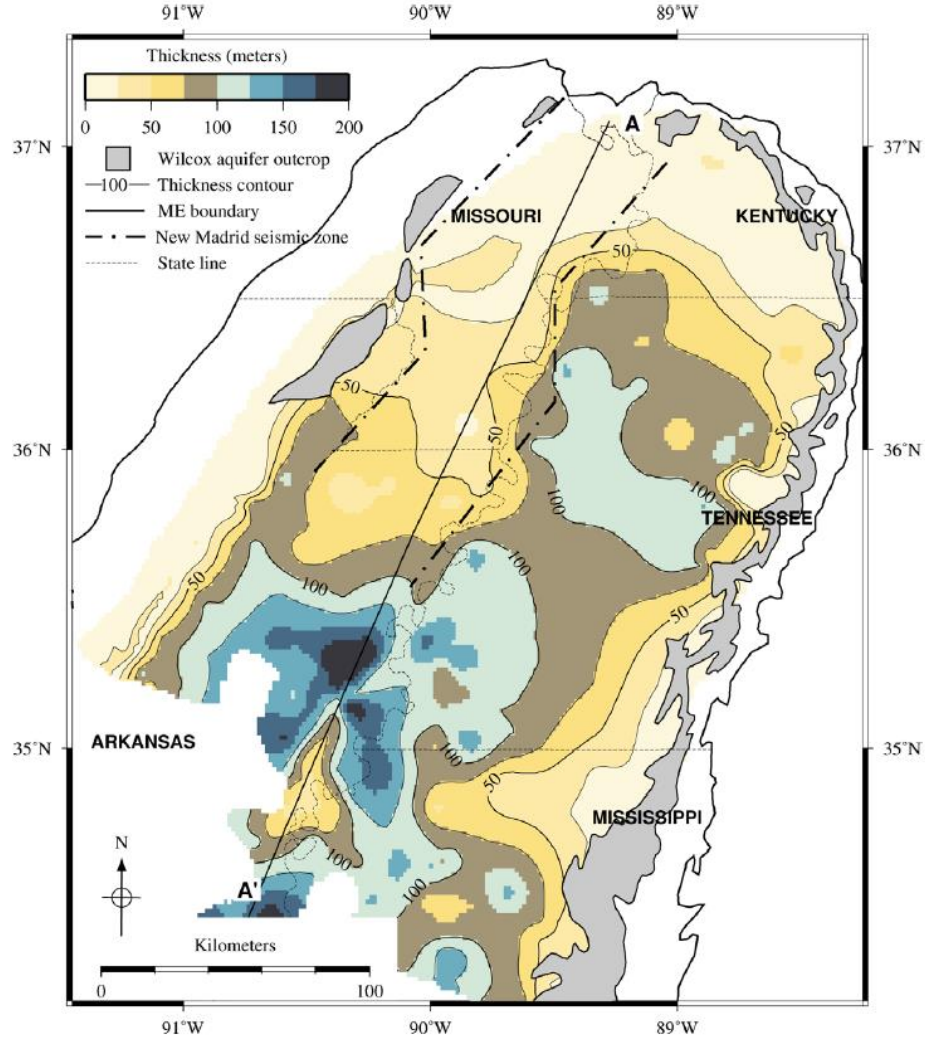 91°W 90°W 89°W
Thickness (meters)
0 50 100 150 200
Wilcox aquifer outcrop
100 Thickness contour
ME boundary
New Madrid seismic zone
State line
37°N 37°N
A
MISSOURI KENTUCKY
50
50
50
36°N 36°N
50
100
100
TENNESSEE
100
100
50
50
ARKANSAS
35°N 35°N
100
50
MISSISSIPPI
N
100
A'
100
Kilometers
0 100
91°W 90°W 89°W